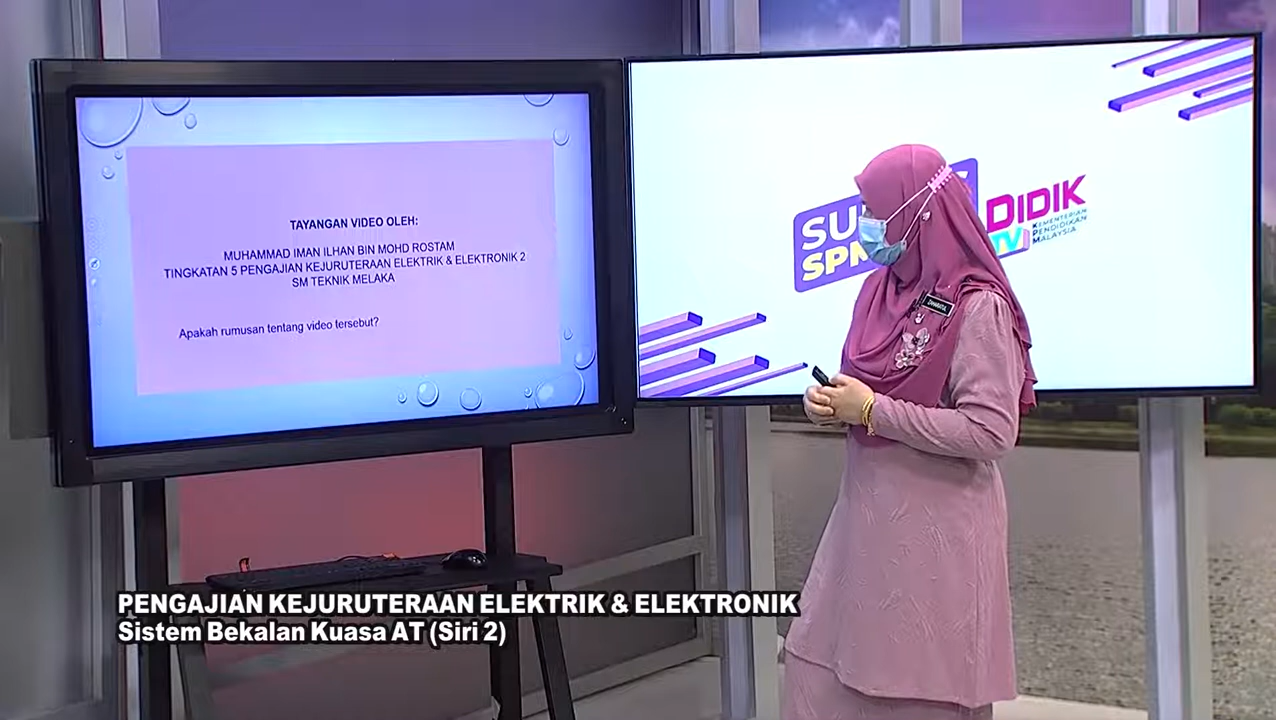 TAYANGAN VIDEO OLEH:
MUHAMMAD IMAN ILHAN BIN MOHD ROSTAM
TINGKATAN 5 PENGAJIAN KEJURUTERAAN ELEKTRIK & ELEKTRONIK 2
SM TEKNIK MELAKA
Apakah rumusan tentang video tersebut?
SPM
DIDIK
TV
KEMENTERIAN
PENDIDIKAN
MALAYSIA
PENGAJIAN KEJURUTERAAN ELEKTRIK & ELEKTRONIK
Sistem Bekalan Kuasa AT (Siri 2)